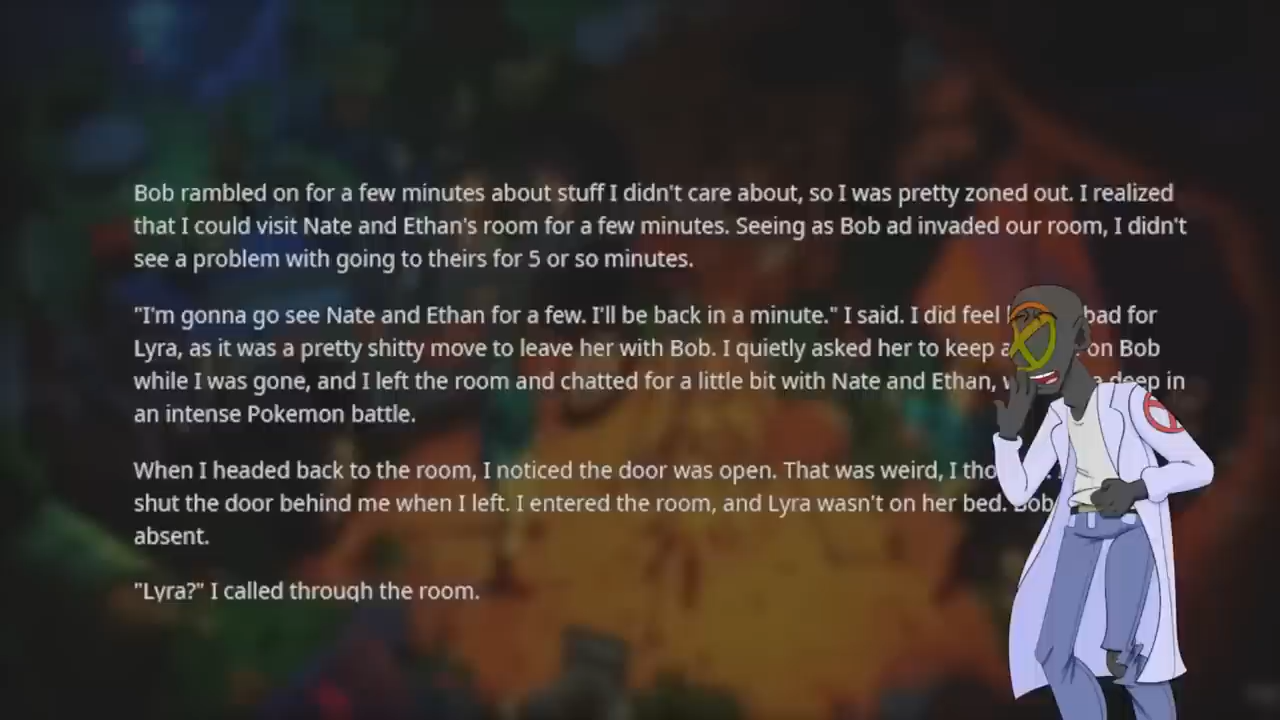 Bob rambled on for a few minutes about stuff I didn't care about, so I was pretty zoned out. I realized
that I could visit Nate and Ethan's room for a few minutes. Seeing as Bob ad invaded our room, I didn't
see a problem with going to theirs for 5 or so minutes.
"I'm gonna go see Nate and Ethan for a few. I'll be back in a minute." I said. I did feel bad for
Lyra, as it was a pretty shitty move to leave her with Bob. I quietly asked her to keep on Bob
while I was gone, and I left the room and chatted for a little bit with Nate and Ethan, deep in
an intense Pokemon battle.
When I headed back to the room, I noticed the door was open. That was weird, I
shut the door behind me when I left. I entered the room, and Lyra wasn't on her bed. Bob
absent.
"Lyra?" I called through the room.